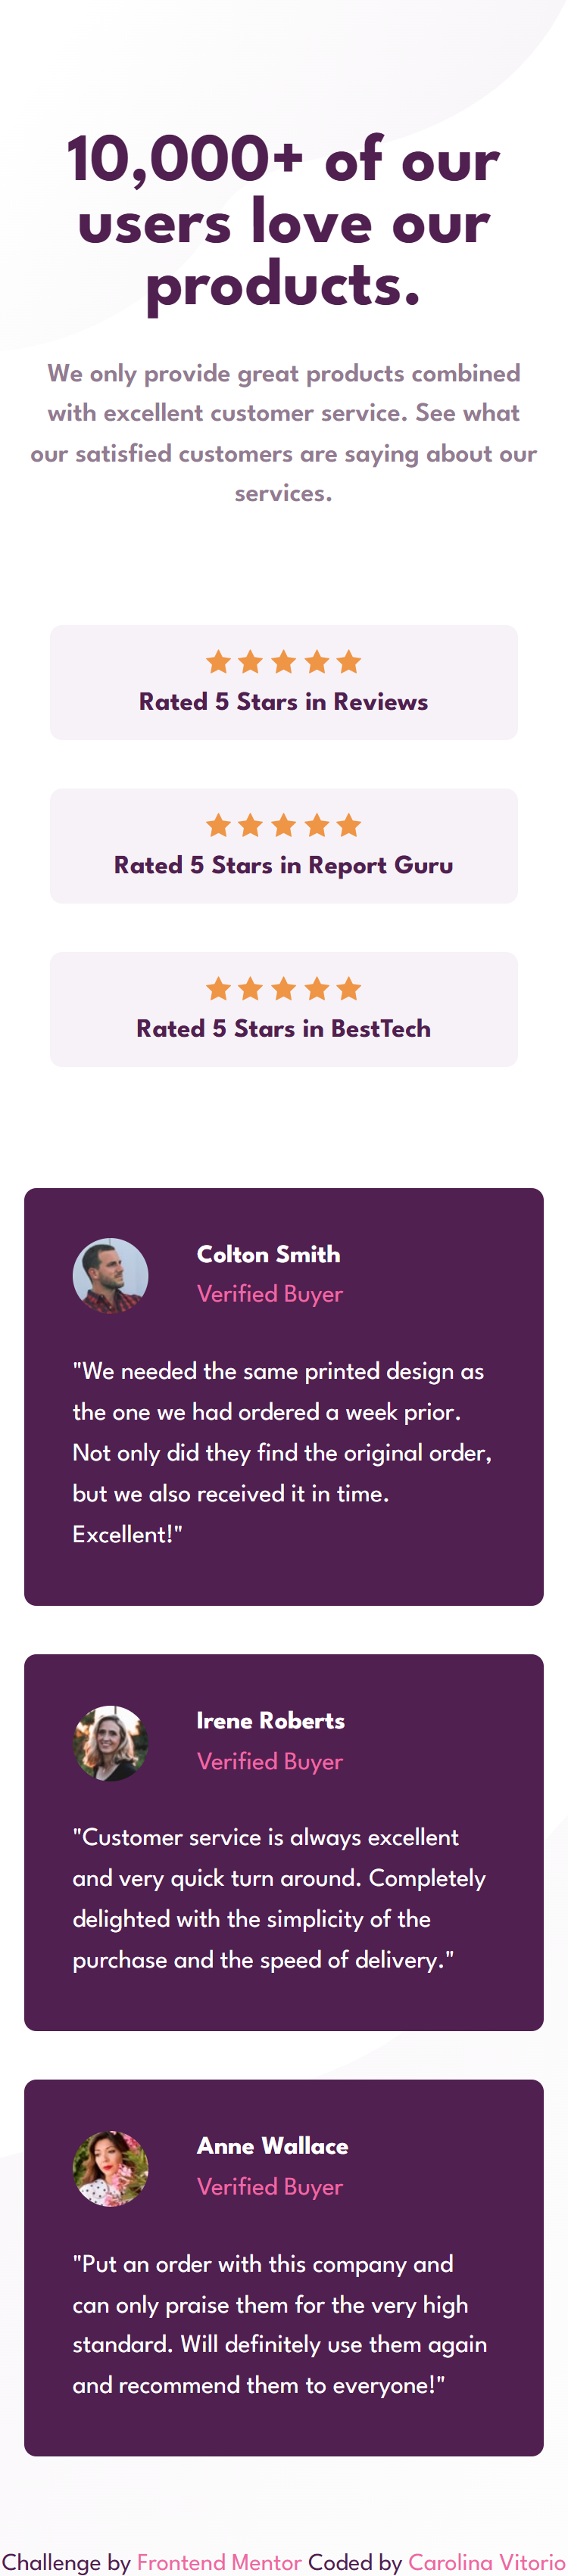 10,000+ of our
users love our
products.
We only provide great products combined
with excellent customer service. See what
our satisfied customers are saying about our
services.
Rated 5 Stars in Reviews
Rated 5 Stars in Report Guru
Rated 5 Stars in BestTech
Colton Smith
Verified Buyer
"We needed the same printed design as
the one we had ordered a week prior.
Not only did they find the original order,
but we also received it in time.
Excellent!"
Irene Roberts
Verified Buyer
"Customer service is always excellent
and very quick turn around. Completely
delighted with the simplicity of the
purchase and the speed of delivery."
Anne Wallace
Verified Buyer
"Put an order with this company and
can only praise them for the very high
standard. Will definitely use them again
and recommend them to everyone!"
Challenge by Frontend Mentor Coded by Carolina Vitorio